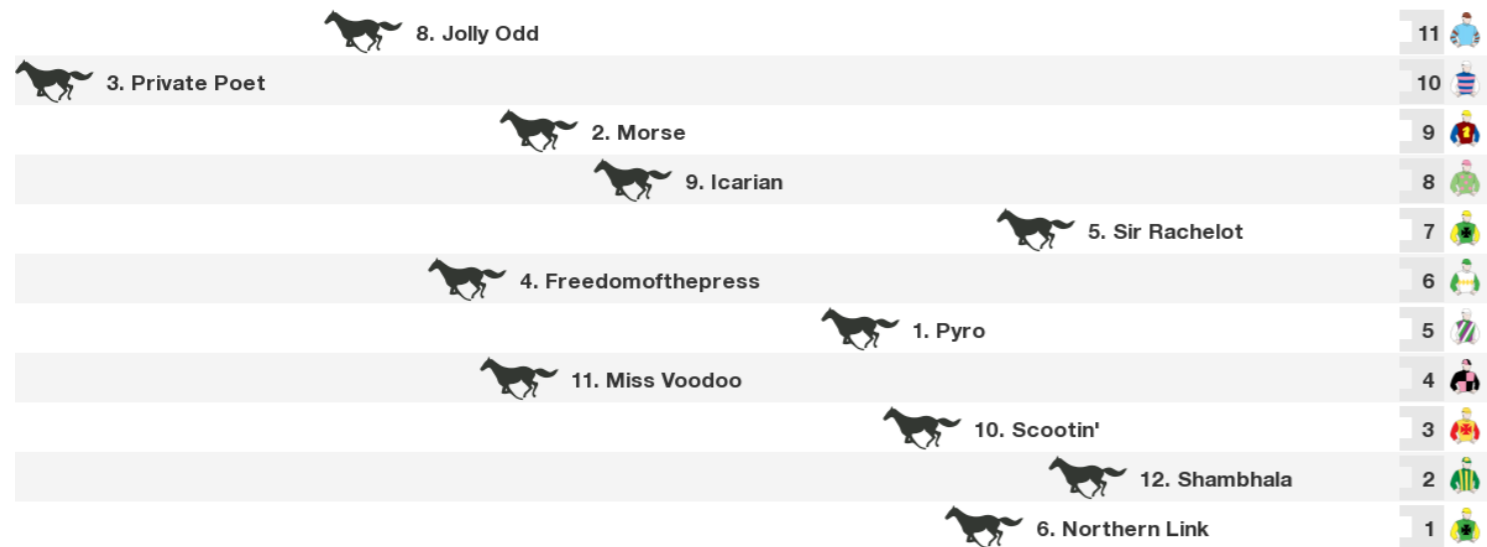 8. Jolly Odd 11
3. Private Poet 10
2. Morse 9
9. Icarian 8
5. Sir Rachelot 7
4. Freedomofthepress 6
1. Pyro 5
11. Miss Voodoo 4
10. Scootin' 3
12. Shambhala 2
6. Northern Link 1